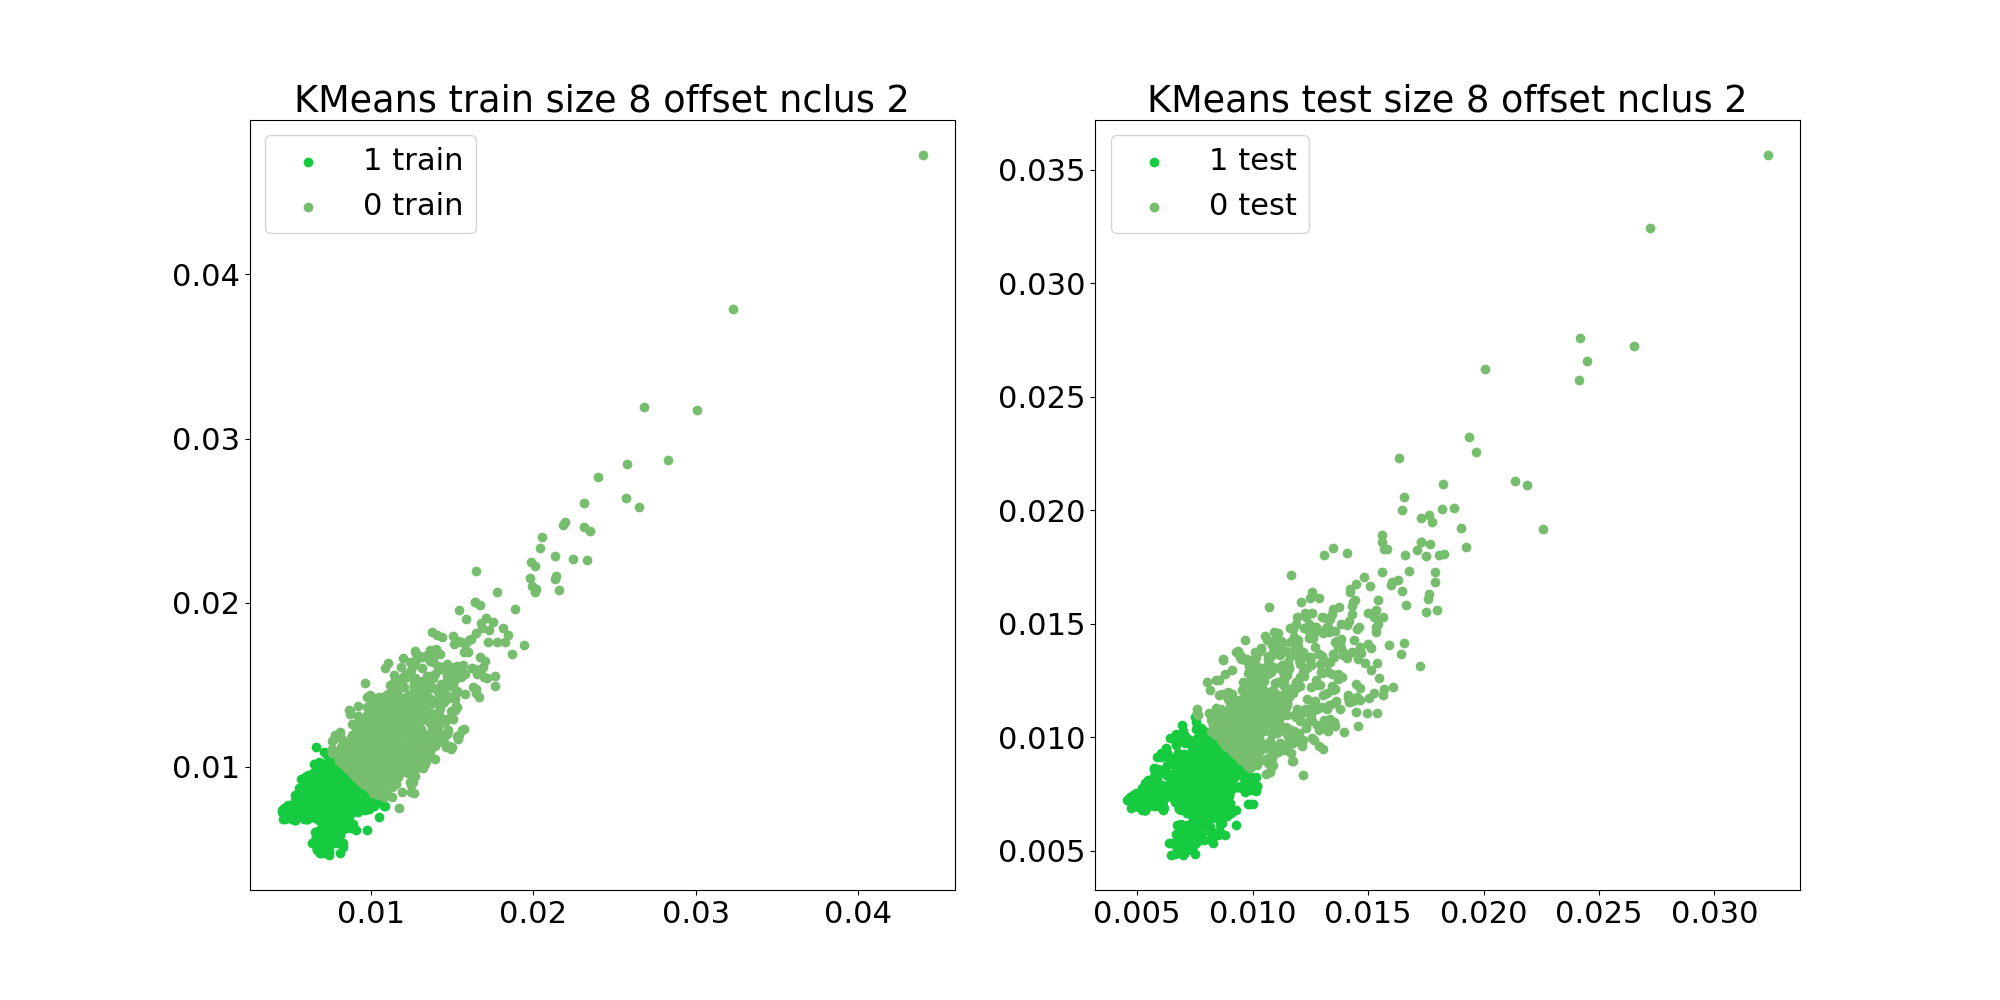 KMeans train size 8 offset nclus 2
1 train
0 train
0.04
0.03
0.02
0.01
0.01 0.02 0.03 0.04
KMeans test size 8 offset nclus 2
1 test
0 test
0.035
0.030
0.025
0.020
0.015
0.010
0.005
0.005 0.010 0.015 0.020 0.025 0.030